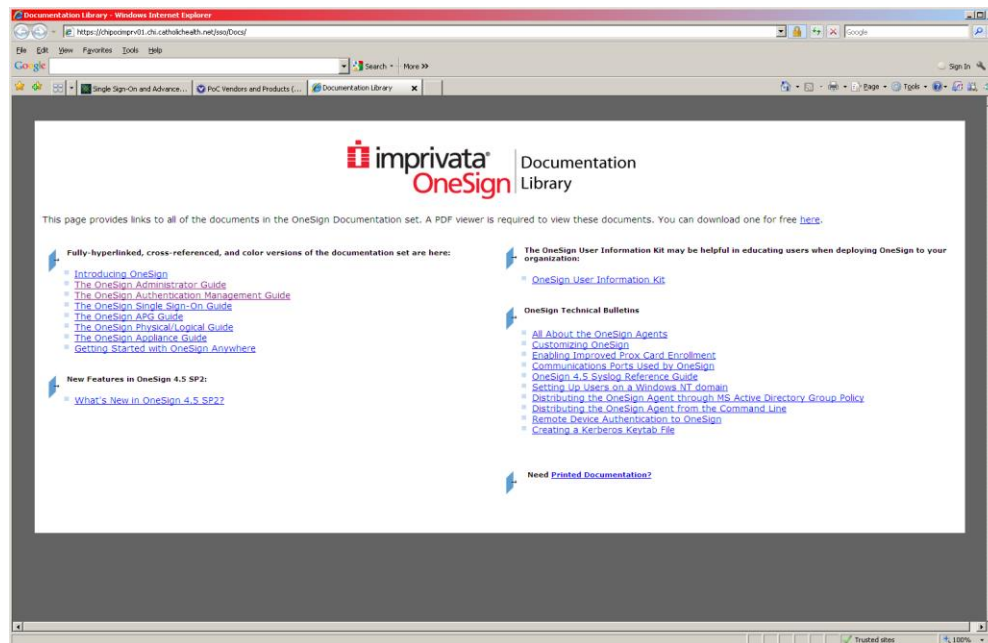 Documentation Library - Windows Internet Explorer
https://chipocimprv01.chi.catholichealth.net/sso/Docs/
Google
File Edit View Favorites Tools Help
Google Search More >> Sign In
Single Sign-On and Advance... PoC Vendors and Products (... Documentation Library Page Tools
imprivata OneSign
Documentation Library
This page provides links to all of the documents in the OneSign Documentation set. A PDF viewer is required to view these documents. You can download one for free here.
Fully-hyperlinked, cross-referenced, and color versions of the documentation set are here:
Introducing OneSign
The OneSign Administrator Guide
The OneSign Authentication Management Guide
The OneSign Single Sign-On Guide
The OneSign APG Guide
The OneSign Physical/Logical Guide
The OneSign Appliance Guide
Getting Started with OneSign Anywhere
New Features in OneSign 4.5 SP2:
What's New in OneSign 4.5 SP2?
The OneSign User Information Kit may be helpful in educating users when deploying OneSign to your
organization:
OneSign User Information Kit
OneSign Technical Bulletins
All About the OneSign Agents
Customizing OneSign
Enabling Improved Prox Card Enrollment
Communications Ports Used by OneSign
OneSign 4.5 Syslog Reference Guide
Setting Up Users on a Windows NT domain
Distributing the OneSign Agent through MS Active Directory Group Policy
Distributing the OneSign Agent from the Command Line
Remote Device Authentication to OneSign
Creating a Kerberos Keytab File
Need Printed Documentation?
Trusted sites 100%